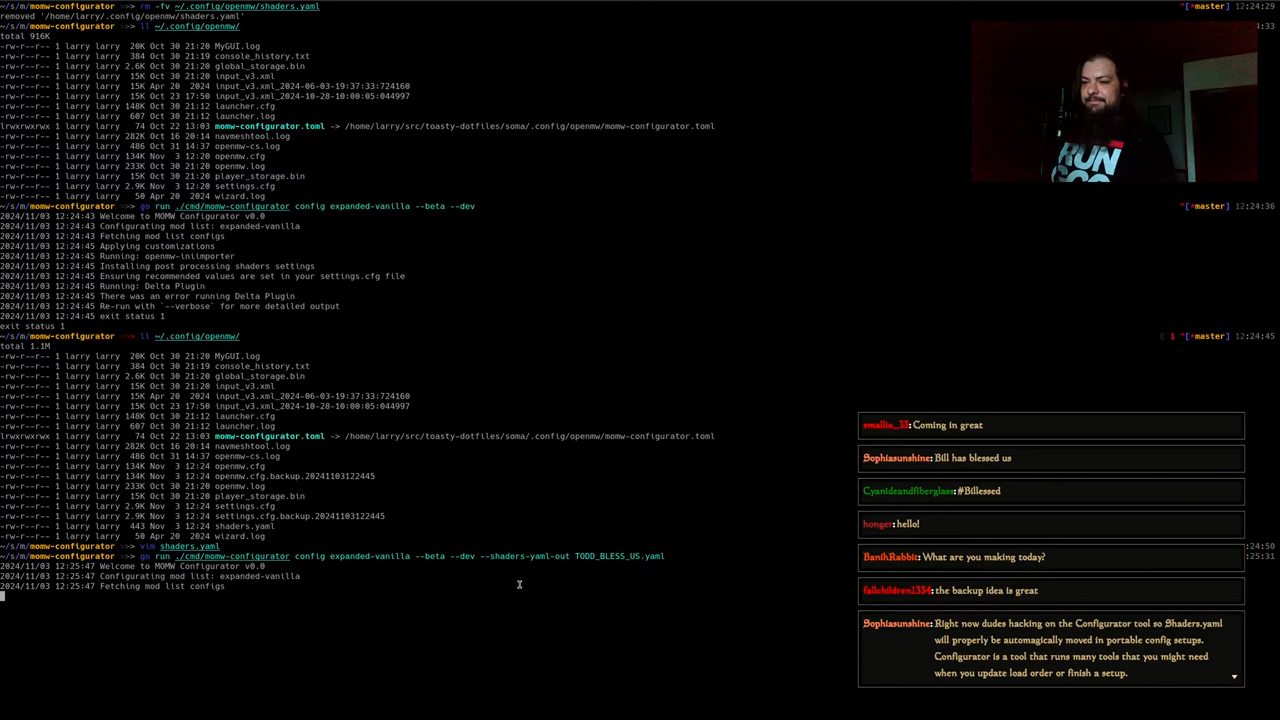 ~/s/m/momw-configurator >>> rm -fv ~/.config/openmw/shaders.yaml ^[*master] 12:24:29
removed '/home/larry/.config/openmw/shaders.yaml'
~/s/m/momw-configurator >>> ll ~/.config/openmw/ :33
total 916K
-rw-r--r-- 1 larry larry  20K Oct 30 21:20 MyGUI.log
-rw-r--r-- 1 larry larry  384 Oct 30 21:19 console_history.txt
-rw-r--r-- 1 larry larry 2.6K Oct 30 21:20 global_storage.bin
-rw-r--r-- 1 larry larry  15K Oct 30 21:20 input_v3.xml
-rw-r--r-- 1 larry larry  15K Apr 20  2024 input_v3.xml_2024-06-03-19:37:33:724160
-rw-r--r-- 1 larry larry  15K Oct 23 17:50 input_v3.xml_2024-10-28-10:00:05:044997
-rw-r--r-- 1 larry larry 148K Oct 30 21:12 launcher.cfg
-rw-r--r-- 1 larry larry  607 Oct 30 21:12 launcher.log
lrwxrwxrwx 1 larry larry   74 Oct 22 13:03 momw-configurator.toml -> /home/larry/src/toasty-dotfiles/soma/.config/openmw/momw-configurator.toml
-rw-r--r-- 1 larry larry 282K Oct 16 20:14 navmeshtool.log
-rw-r--r-- 1 larry larry  486 Oct 31 14:37 openmw-cs.log
-rw-r--r-- 1 larry larry 134K Nov  3 12:20 openmw.cfg
-rw-r--r-- 1 larry larry 233K Oct 30 21:20 openmw.log
-rw-r--r-- 1 larry larry  15K Oct 30 21:20 player_storage.bin
-rw-r--r-- 1 larry larry 2.9K Nov  3 12:20 settings.cfg
-rw-r--r-- 1 larry larry   50 Apr 20  2024 wizard.log
~/s/m/momw-configurator >>> go run ./cmd/momw-configurator config expanded-vanilla --beta --dev ^[*master] 12:24:36
2024/11/03 12:24:43 Welcome to MOMW Configurator v0.0
2024/11/03 12:24:43 Configurating mod list: expanded-vanilla
2024/11/03 12:24:43 Fetching mod list configs
2024/11/03 12:24:45 Applying customizations
2024/11/03 12:24:45 Running: openmw-iniimporter
2024/11/03 12:24:45 Installing post processing shaders settings
2024/11/03 12:24:45 Ensuring recommended values are set in your settings.cfg file
2024/11/03 12:24:45 Running: Delta Plugin
2024/11/03 12:24:45 There was an error running Delta Plugin
2024/11/03 12:24:45 Re-run with `--verbose` for more detailed output
2024/11/03 12:24:45 exit status 1
exit status 1
~/s/m/momw-configurator >>> ll ~/.config/openmw/ E 1 ^[*master] 12:24:45
total 1.1M
-rw-r--r-- 1 larry larry  20K Oct 30 21:20 MyGUI.log
-rw-r--r-- 1 larry larry  384 Oct 30 21:19 console_history.txt
-rw-r--r-- 1 larry larry 2.6K Oct 30 21:20 global_storage.bin
-rw-r--r-- 1 larry larry  15K Oct 30 21:20 input_v3.xml
-rw-r--r-- 1 larry larry  15K Apr 20  2024 input_v3.xml_2024-06-03-19:37:33:724160
-rw-r--r-- 1 larry larry  15K Oct 23 17:50 input_v3.xml_2024-10-28-10:00:05:044997
-rw-r--r-- 1 larry larry 148K Oct 30 21:12 launcher.cfg
-rw-r--r-- 1 larry larry  607 Oct 30 21:12 launcher.log
lrwxrwxrwx 1 larry larry   74 Oct 22 13:03 momw-configurator.toml -> /home/larry/src/toasty-dotfiles/soma/.config/openmw/momw-configurator.toml
-rw-r--r-- 1 larry larry 282K Oct 16 20:14 navmeshtool.log
-rw-r--r-- 1 larry larry  486 Oct 31 14:37 openmw-cs.log
-rw-r--r-- 1 larry larry 134K Nov  3 12:24 openmw.cfg
-rw-r--r-- 1 larry larry 134K Nov  3 12:24 openmw.cfg.backup.20241103122445
-rw-r--r-- 1 larry larry 233K Oct 30 21:20 openmw.log
-rw-r--r-- 1 larry larry  15K Oct 30 21:20 player_storage.bin
-rw-r--r-- 1 larry larry 2.9K Nov  3 12:24 settings.cfg
-rw-r--r-- 1 larry larry 2.9K Nov  3 12:24 settings.cfg.backup.20241103122445
-rw-r--r-- 1 larry larry  443 Nov  3 12:24 shaders.yaml
-rw-r--r-- 1 larry larry   50 Apr 20  2024 wizard.log
~/s/m/momw-configurator >>> vim shaders.yaml :24:50
~/s/m/momw-configurator >>> go run ./cmd/momw-configurator config expanded-vanilla --beta --dev --shaders-yaml-out TODD_BLESS_US.yaml :25:31
2024/11/03 12:25:47 Welcome to MOMW Configurator v0.0
2024/11/03 12:25:47 Configurating mod list: expanded-vanilla
2024/11/03 12:25:47 Fetching mod list configs
RUN
smallio_33: Coming in great
Sophiasunshine: Bill has blessed us
Cyanideandfiberglass: #Billessed
honger: hello!
BanihRabbit: What are you making today?
fallchildren1334: the backup idea is great
Sophiasunshine: Right now dudes hacking on the Configurator tool so Shaders.yaml
will properly be automagically moved in portable config setups.
Configurator is a tool that runs many tools that you might need
when you update load order or finish a setup.